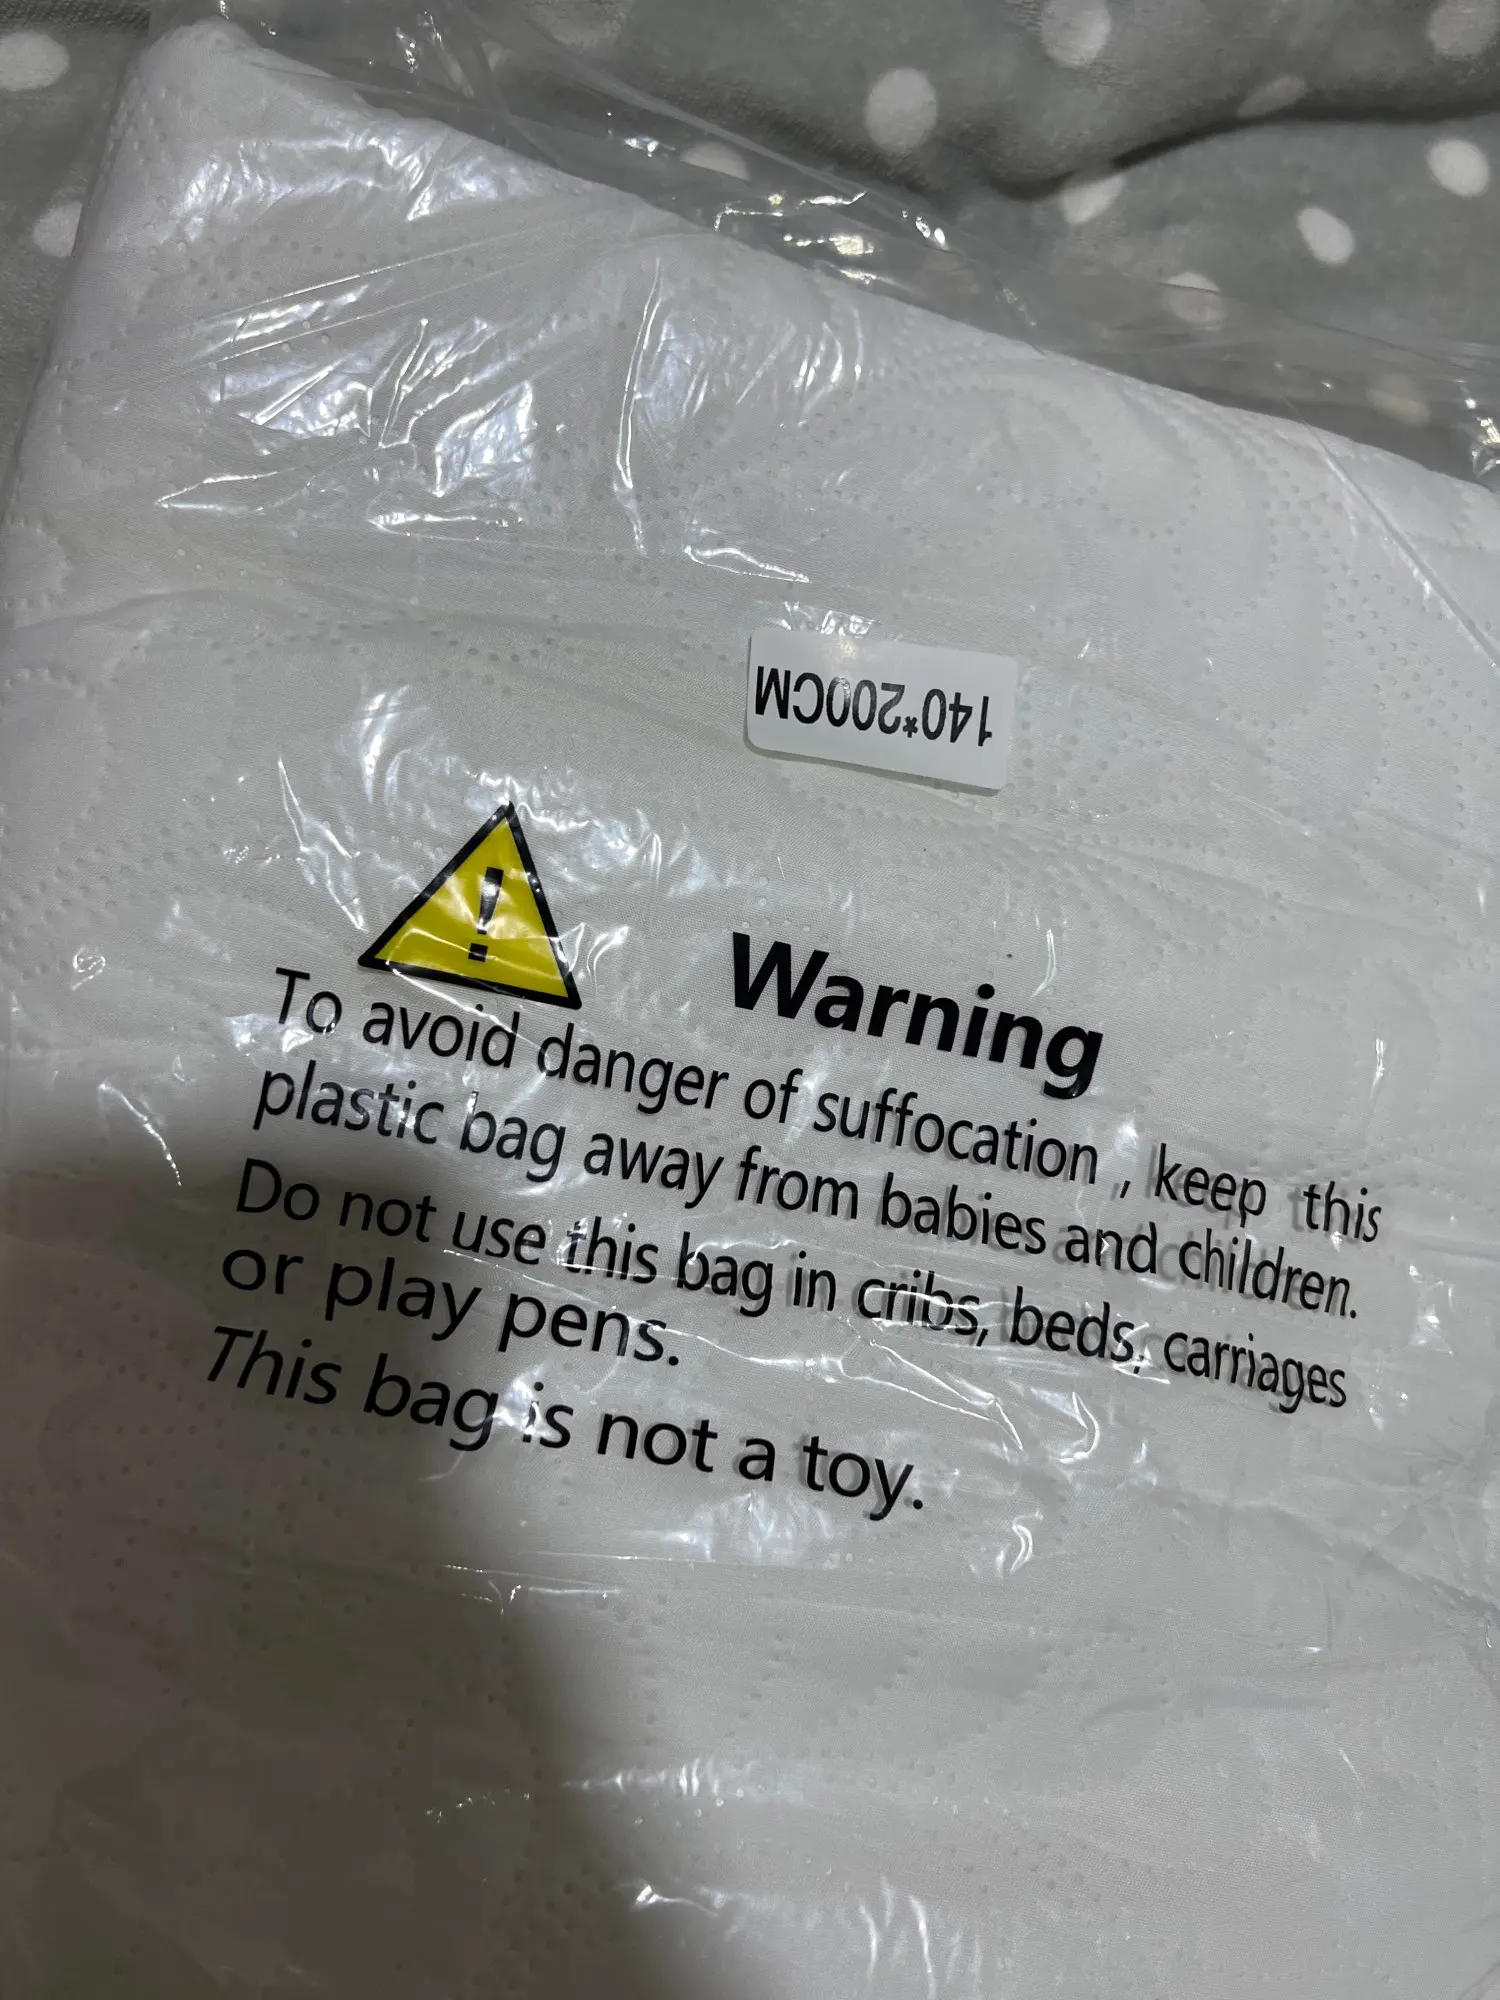 140*200CM
!
Warning
To avoid danger of suffocation , keep this
plastic bag away from babies and children.
Do not use this bag in cribs, beds, carriages
or play pens.
This bag is not a toy.